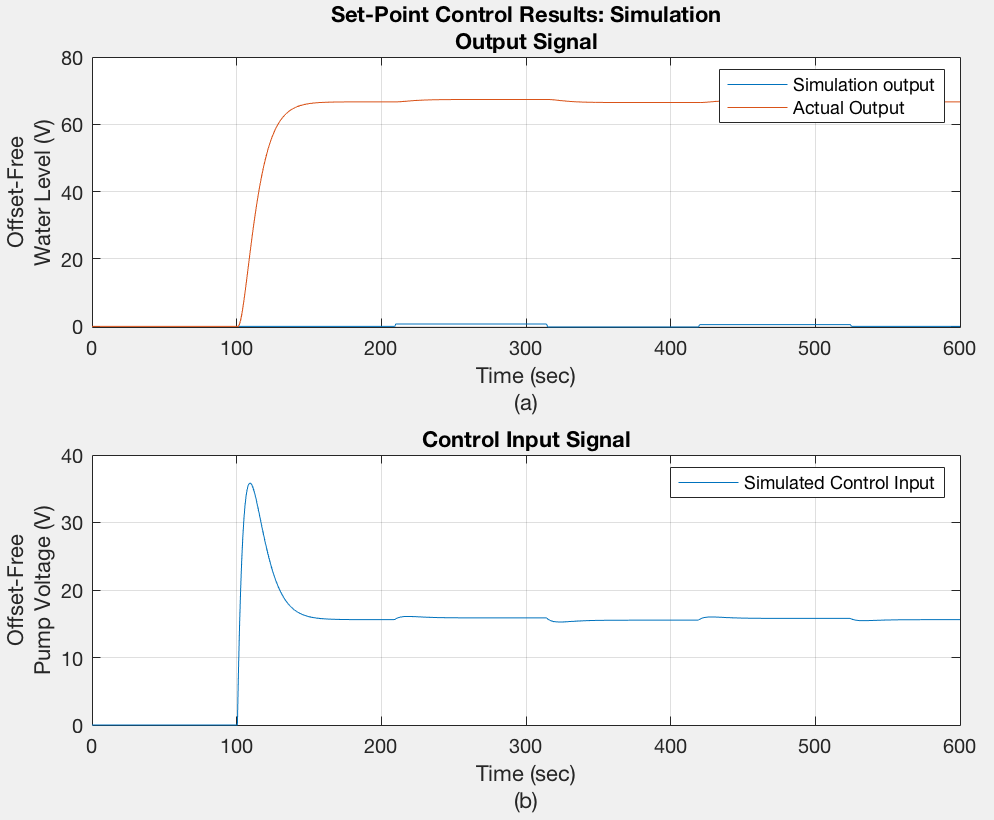 Set-Point Control Results: Simulation
Output Signal
Offset-Free
Water Level (V)
80
60
40
20
0
Simulation output
Actual Output
0 100 200 300 400 500 600
Time (sec)
(a)
Control Input Signal
Offset-Free
Pump Voltage (V)
40
30
20
10
0
Simulated Control Input
0 100 200 300 400 500 600
Time (sec)
(b)